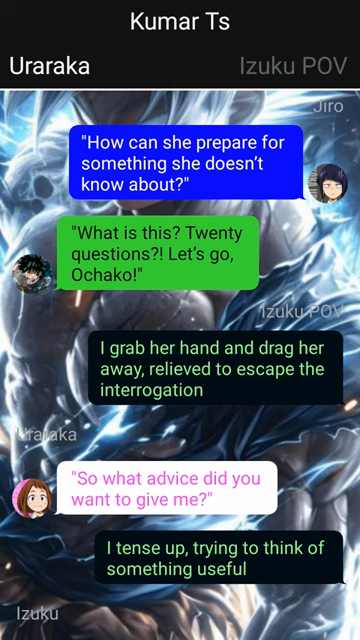 Kumar Ts
Uraraka
Izuku POV
Jiro
"How can she prepare for
something she doesn’t
know about?"
"What is this? Twenty
questions?! Let’s go,
Ochako!"
Izuku POV
I grab her hand and drag her
away, relieved to escape the
interrogation
Uraraka
"So what advice did you
want to give me?"
I tense up, trying to think of
something useful
Izuku